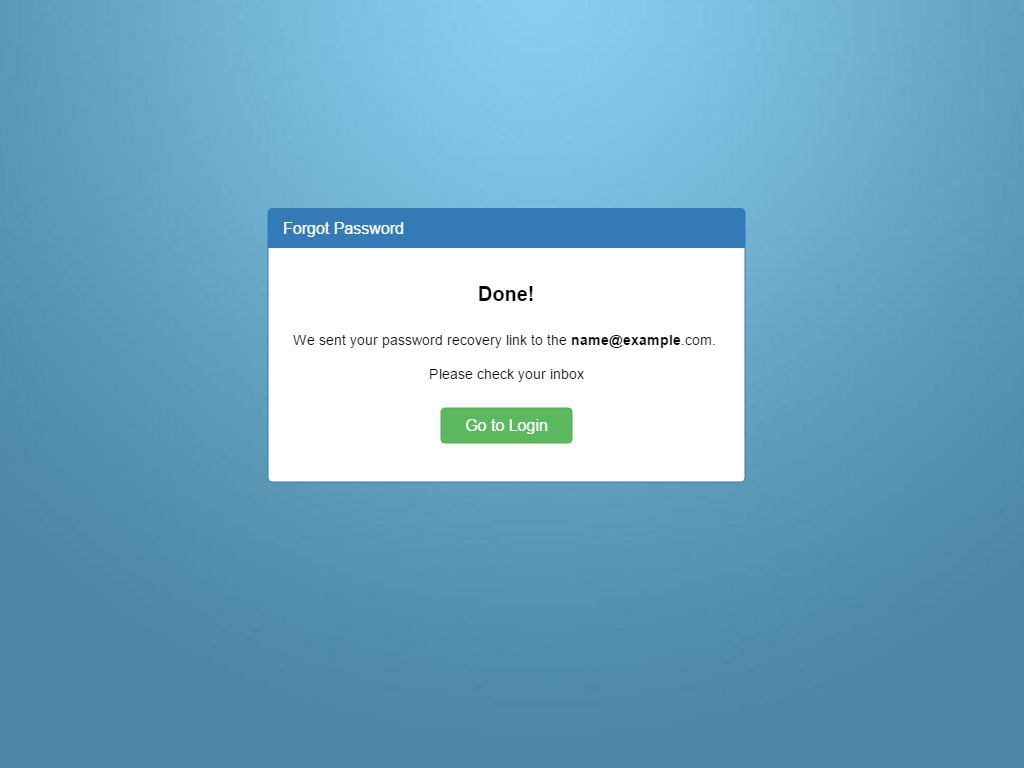 Forgot Password
Done!
We sent your password recovery link to the name@example.com.
Please check your inbox
Go to Login